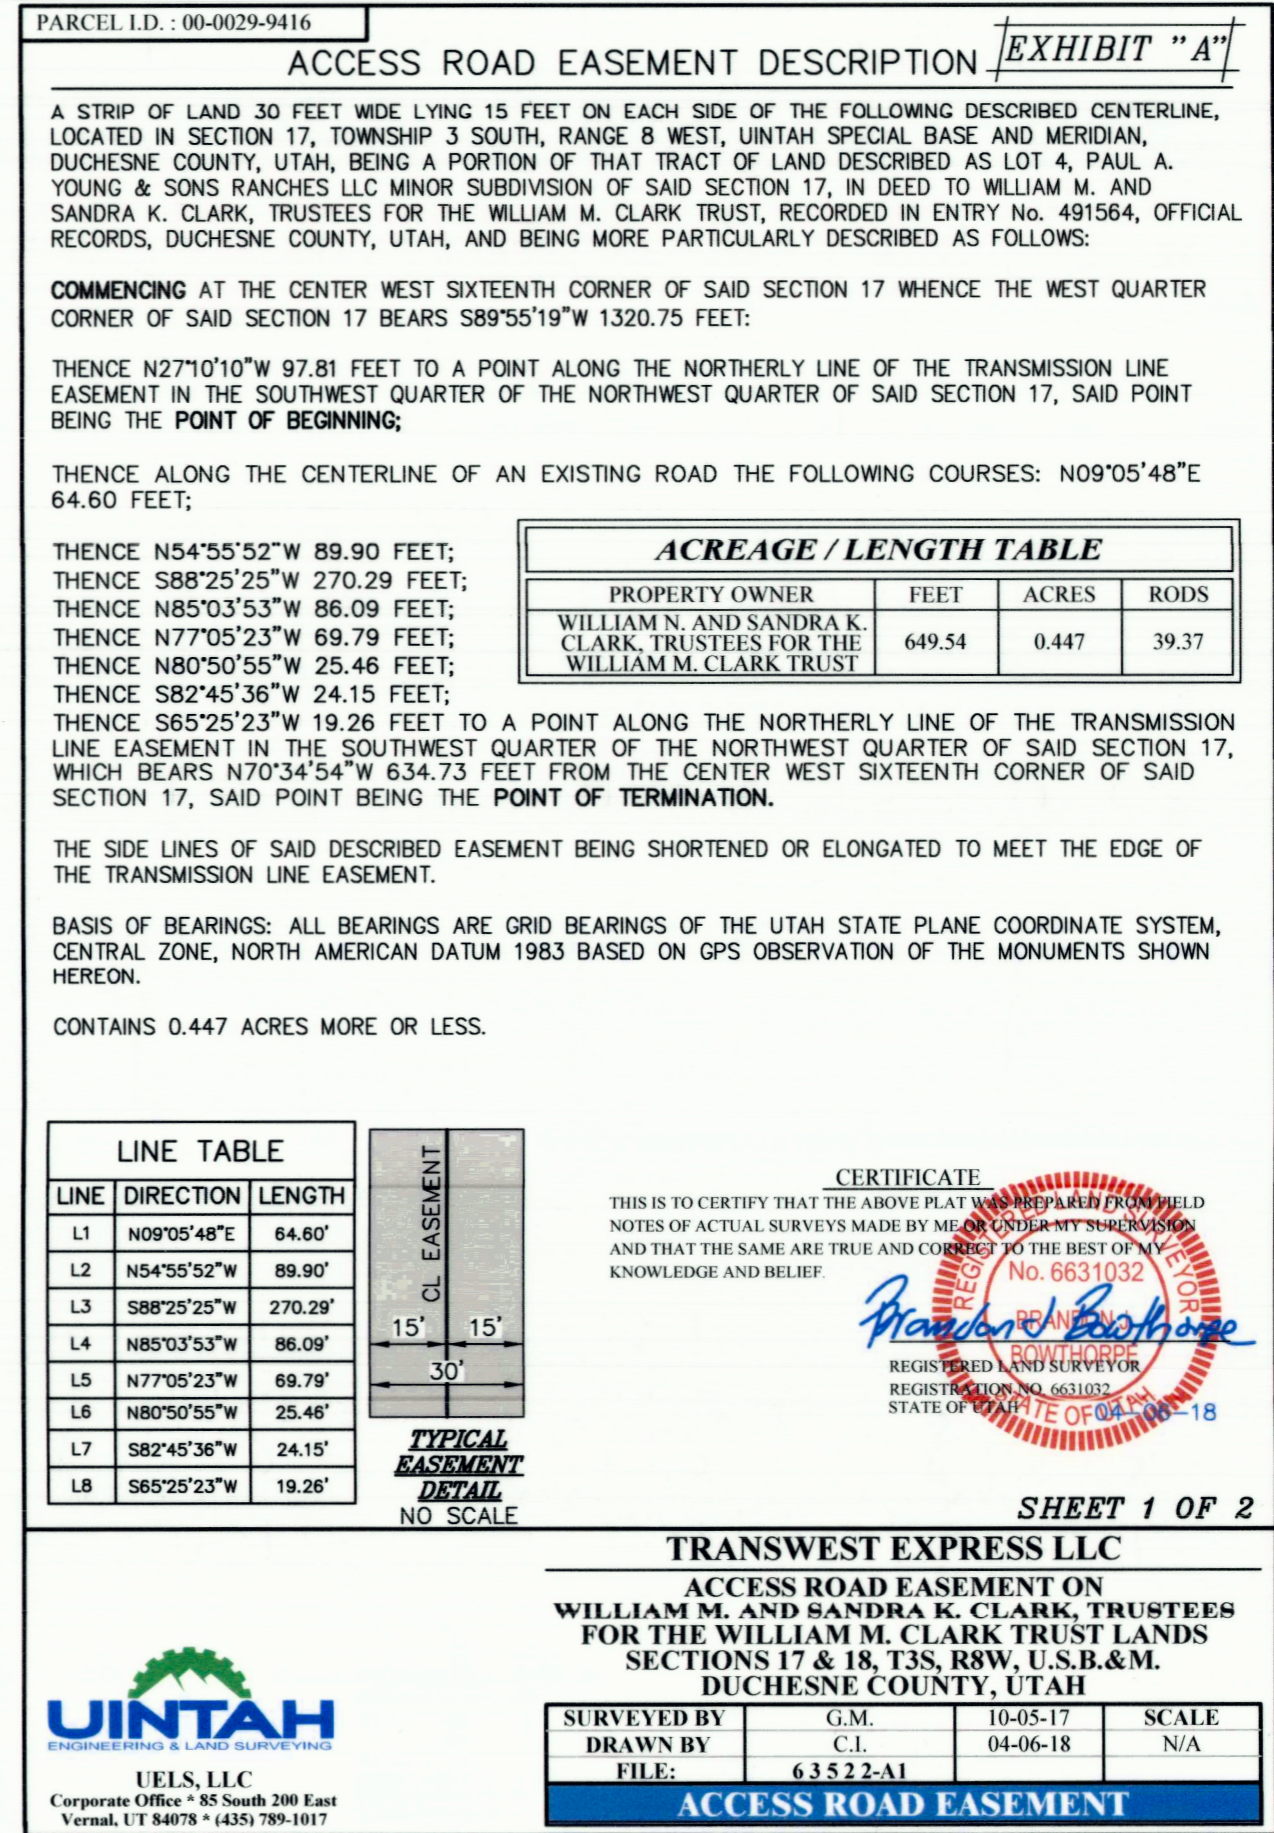 PARCEL I.D. : 00-0029-9416
ACCESS ROAD EASEMENT DESCRIPTION
EXHIBIT "A"
A STRIP OF LAND 30 FEET WIDE LYING 15 FEET ON EACH SIDE OF THE FOLLOWING DESCRIBED CENTERLINE,
LOCATED IN SECTION 17, TOWNSHIP 3 SOUTH, RANGE 8 WEST, UINTAH SPECIAL BASE AND MERIDIAN,
DUCHESNE COUNTY, UTAH, BEING A PORTION OF THAT TRACT OF LAND DESCRIBED AS LOT 4, PAUL A.
YOUNG & SONS RANCHES LLC MINOR SUBDIVISION OF SAID SECTION 17, IN DEED TO WILLIAM M. AND
SANDRA K. CLARK, TRUSTEES FOR THE WILLIAM M. CLARK TRUST, RECORDED IN ENTRY No. 491564, OFFICIAL
RECORDS, DUCHESNE COUNTY, UTAH, AND BEING MORE PARTICULARLY DESCRIBED AS FOLLOWS:
COMMENCING AT THE CENTER WEST SIXTEENTH CORNER OF SAID SECTION 17 WHENCE THE WEST QUARTER
CORNER OF SAID SECTION 17 BEARS S89°55'19"W 1320.75 FEET:
THENCE N27°10'10"W 97.81 FEET TO A POINT ALONG THE NORTHERLY LINE OF THE TRANSMISSION LINE
EASEMENT IN THE SOUTHWEST QUARTER OF THE NORTHWEST QUARTER OF SAID SECTION 17, SAID POINT
BEING THE POINT OF BEGINNING;
THENCE ALONG THE CENTERLINE OF AN EXISTING ROAD THE FOLLOWING COURSES: N09°05'48"E
64.60 FEET;
THENCE N54°55'52"W 89.90 FEET;
THENCE S88°25'25"W 270.29 FEET;
THENCE N85°03'53"W 86.09 FEET;
THENCE N77°05'23"W 69.79 FEET;
THENCE N80°50'55"W 25.46 FEET;
THENCE S82°45'36"W 24.15 FEET;
THENCE S65°25'23"W 19.26 FEET TO A POINT ALONG THE NORTHERLY LINE OF THE TRANSMISSION
LINE EASEMENT IN THE SOUTHWEST QUARTER OF THE NORTHWEST QUARTER OF SAID SECTION 17,
WHICH BEARS N70°34'54"W 634.73 FEET FROM THE CENTER WEST SIXTEENTH CORNER OF SAID
SECTION 17, SAID POINT BEING THE POINT OF TERMINATION.
ACREAGE / LENGTH TABLE
PROPERTY OWNER FEET ACRES RODS
WILLIAM N. AND SANDRA K.
CLARK, TRUSTEES FOR THE 649.54 0.447 39.37
WILLIAM M. CLARK TRUST
THE SIDE LINES OF SAID DESCRIBED EASEMENT BEING SHORTENED OR ELONGATED TO MEET THE EDGE OF
THE TRANSMISSION LINE EASEMENT.
BASIS OF BEARINGS: ALL BEARINGS ARE GRID BEARINGS OF THE UTAH STATE PLANE COORDINATE SYSTEM,
CENTRAL ZONE, NORTH AMERICAN DATUM 1983 BASED ON GPS OBSERVATION OF THE MONUMENTS SHOWN
HEREON.
CONTAINS 0.447 ACRES MORE OR LESS.
LINE TABLE
LINE DIRECTION LENGTH
L1 N09°05'48"E 64.60'
L2 N54°55'52"W 89.90'
L3 S88°25'25"W 270.29'
L4 N85°03'53"W 86.09'
L5 N77°05'23"W 69.79'
L6 N80°50'55"W 25.46'
L7 S82°45'36"W 24.15'
L8 S65°25'23"W 19.26'
CL EASEMENT
15' 15'
30'
TYPICAL
EASEMENT
DETAIL
NO SCALE
CERTIFICATE
THIS IS TO CERTIFY THAT THE ABOVE PLAT WAS PREPARED FROM FIELD
NOTES OF ACTUAL SURVEYS MADE BY ME OR UNDER MY SUPERVISION
AND THAT THE SAME ARE TRUE AND CORRECT TO THE BEST OF MY
KNOWLEDGE AND BELIEF.
REGISTERED LAND SURVEYOR
No. 6631032
BRANDON J.
BOWTHORPE
STATE OF UTAH
Brandon J Bowthorpe
REGISTERED LAND SURVEYOR
REGISTRATION NO. 6631032
STATE OF UTAH
04-06-18
SHEET 1 OF 2
UINTAH
ENGINEERING & LAND SURVEYING
UELS, LLC
Corporate Office * 85 South 200 East
Vernal, UT 84078 * (435) 789-1017
TRANSWEST EXPRESS LLC
ACCESS ROAD EASEMENT ON
WILLIAM M. AND SANDRA K. CLARK, TRUSTEES
FOR THE WILLIAM M. CLARK TRUST LANDS
SECTIONS 17 & 18, T3S, R8W, U.S.B.&M.
DUCHESNE COUNTY, UTAH
SURVEYED BY G.M. 10-05-17 SCALE
DRAWN BY C.I. 04-06-18 N/A
FILE: 6 3 5 2 2-A1
ACCESS ROAD EASEMENT